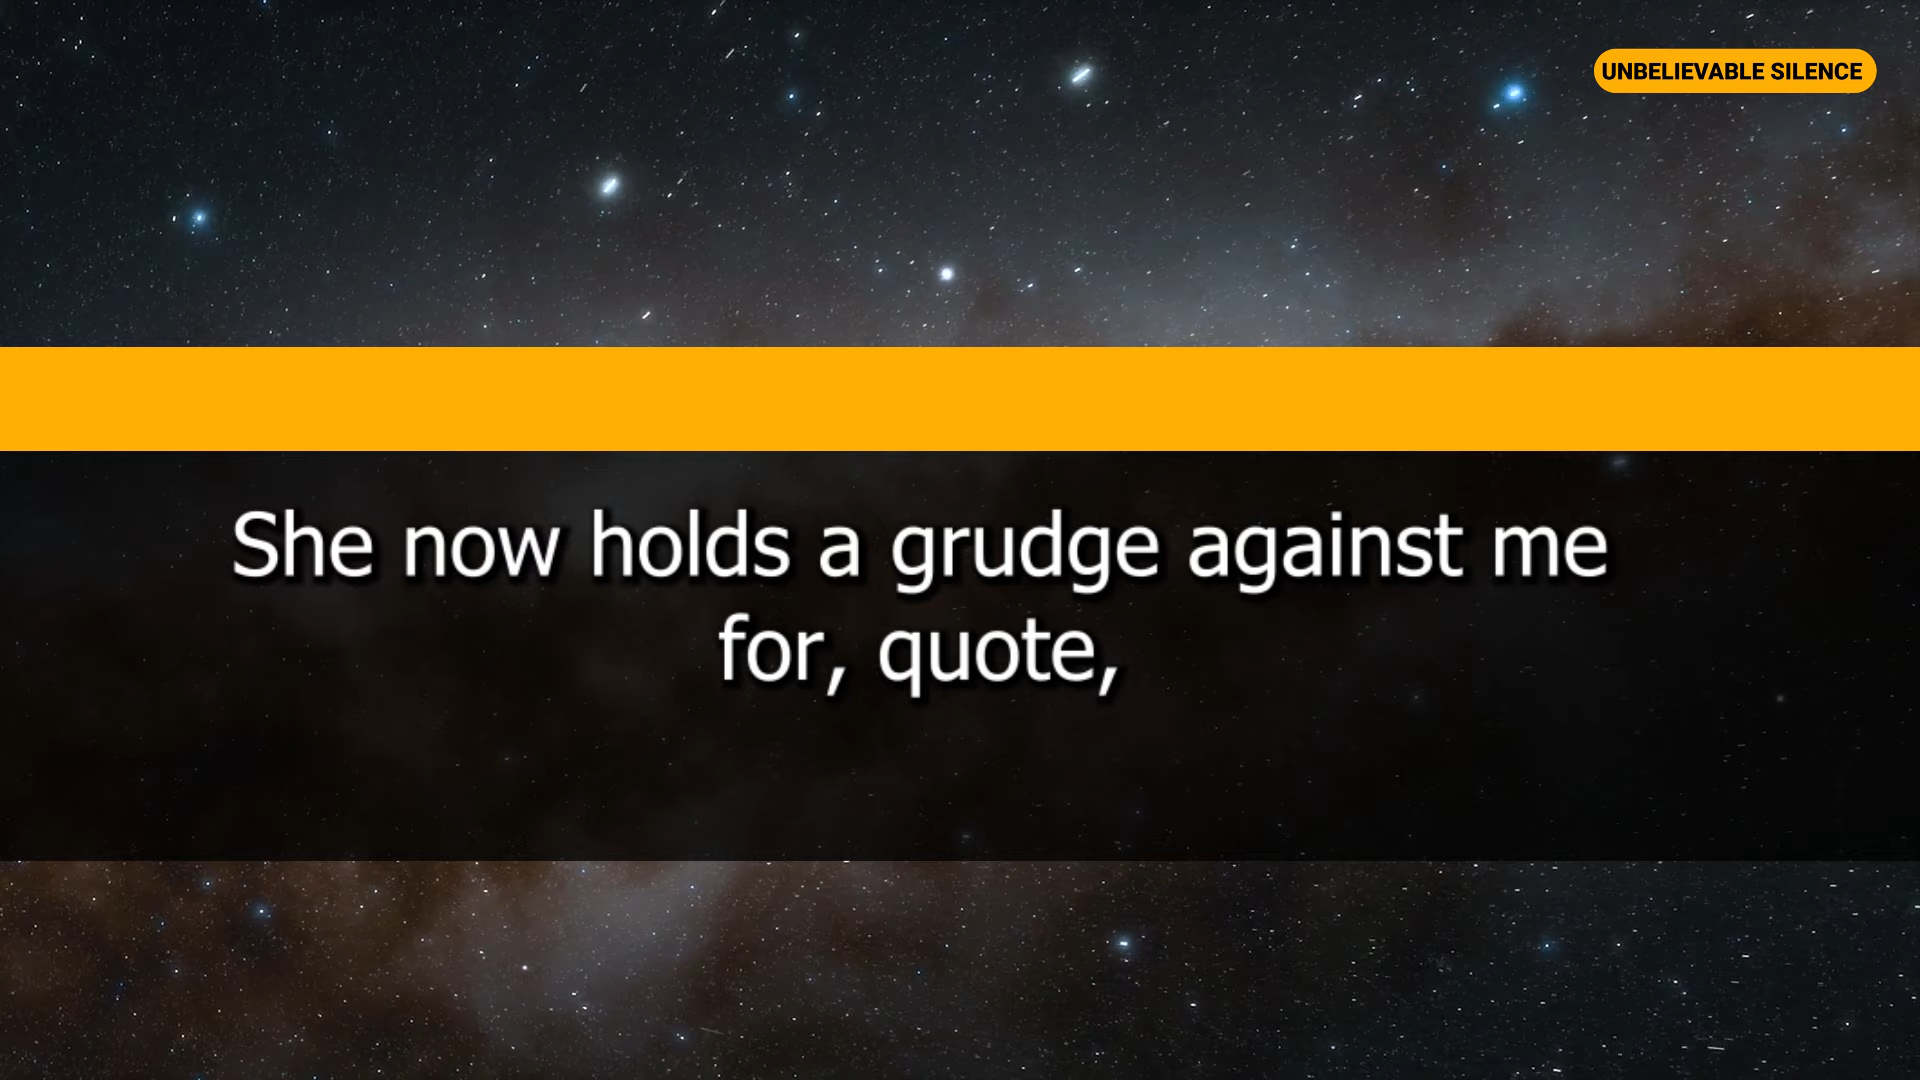 UNBELIEVABLE SILENCE
She now holds a grudge against me
for, quote,